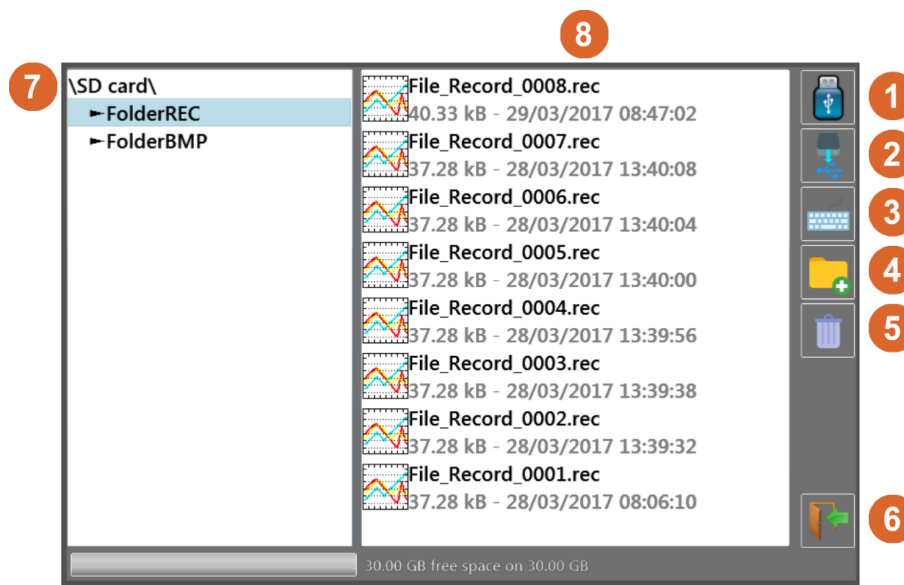 8
7
\SD card\
FolderREC
FolderBMP
File_Record_0008.rec
40.33 kB - 29/03/2017 08:47:02
File_Record_0007.rec
37.28 kB - 28/03/2017 13:40:08
File_Record_0006.rec
37.28 kB - 28/03/2017 13:40:04
File_Record_0005.rec
37.28 kB - 28/03/2017 13:40:00
File_Record_0004.rec
37.28 kB - 28/03/2017 13:39:56
File_Record_0003.rec
37.28 kB - 28/03/2017 13:39:38
File_Record_0002.rec
37.28 kB - 28/03/2017 13:39:32
File_Record_0001.rec
37.28 kB - 28/03/2017 08:06:10
1
2
3
4
5
6
30.00 GB free space on 30.00 GB